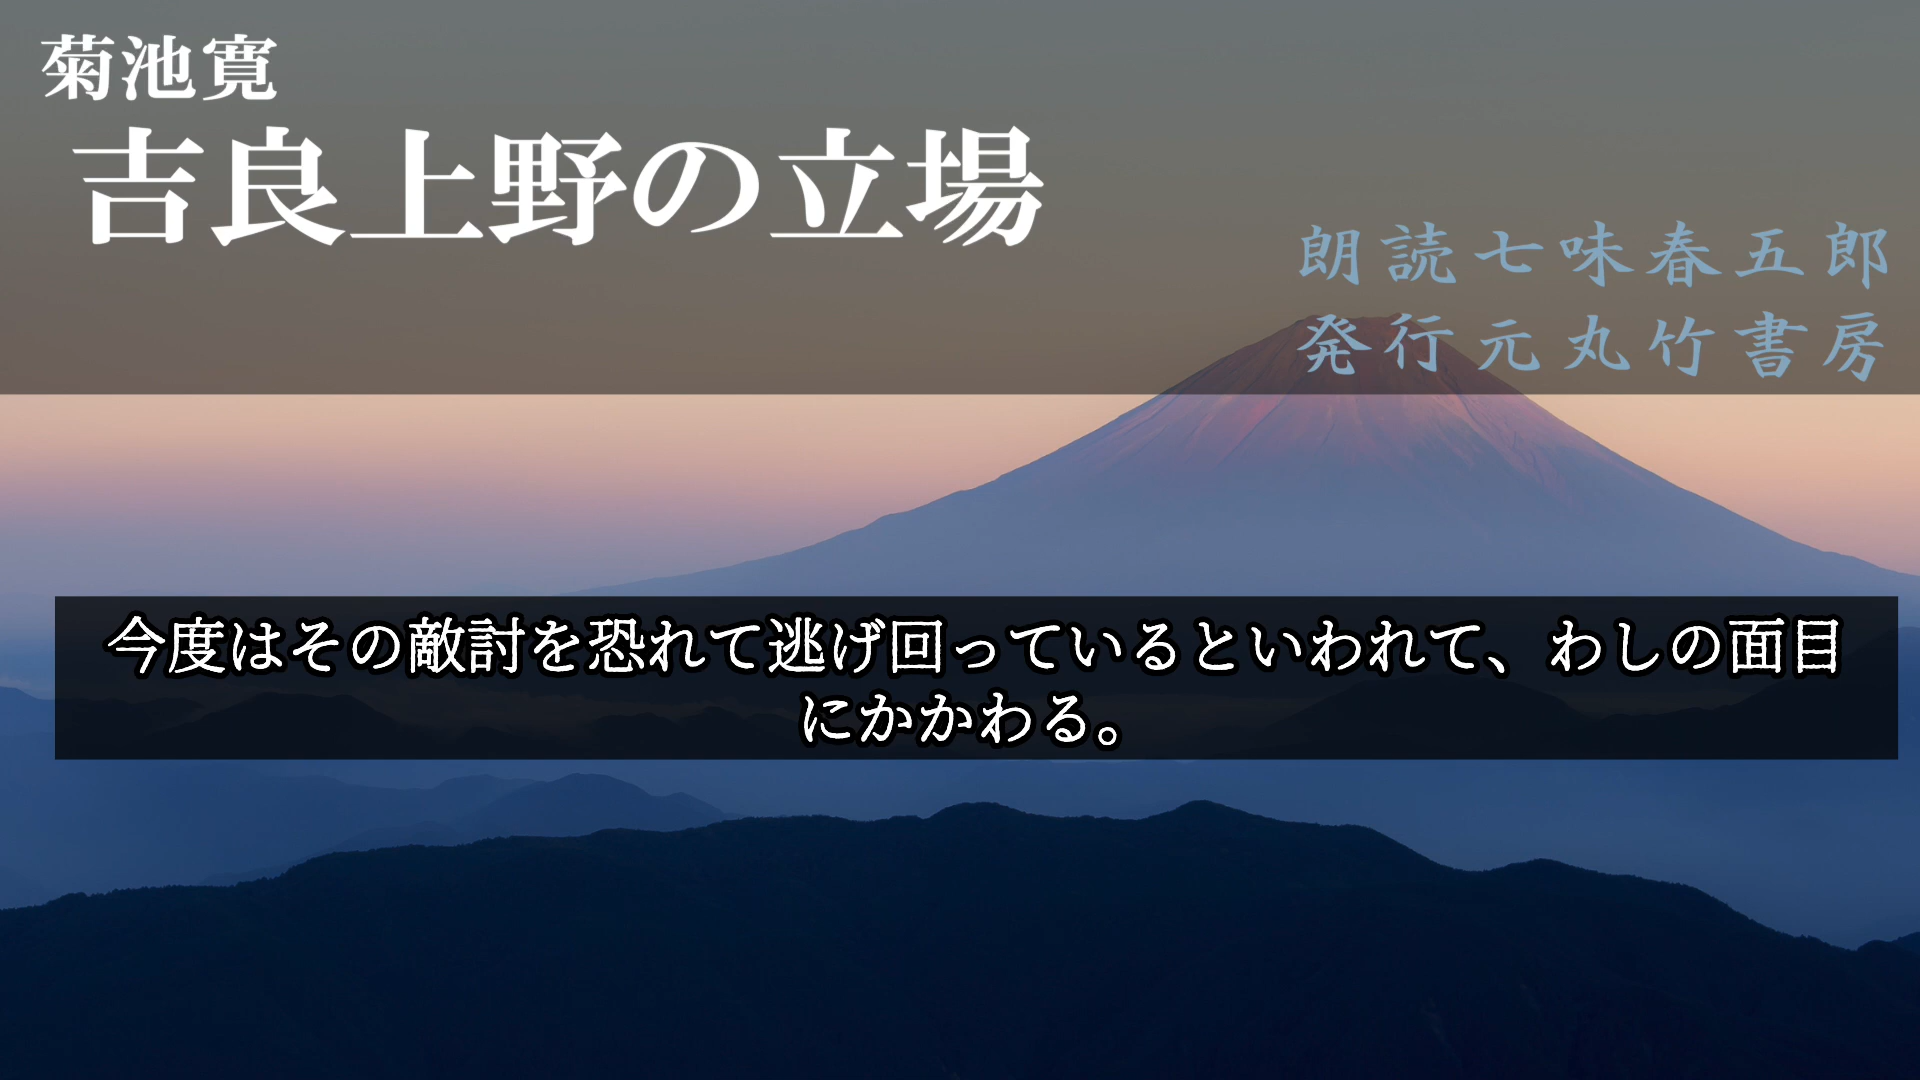 菊池寛
吉良上野の立場
朗読七味春五郎
発行元丸竹書房
今度はその敵討を恐れて逃げ回っているといわれて、わしの面目
にかかわる。